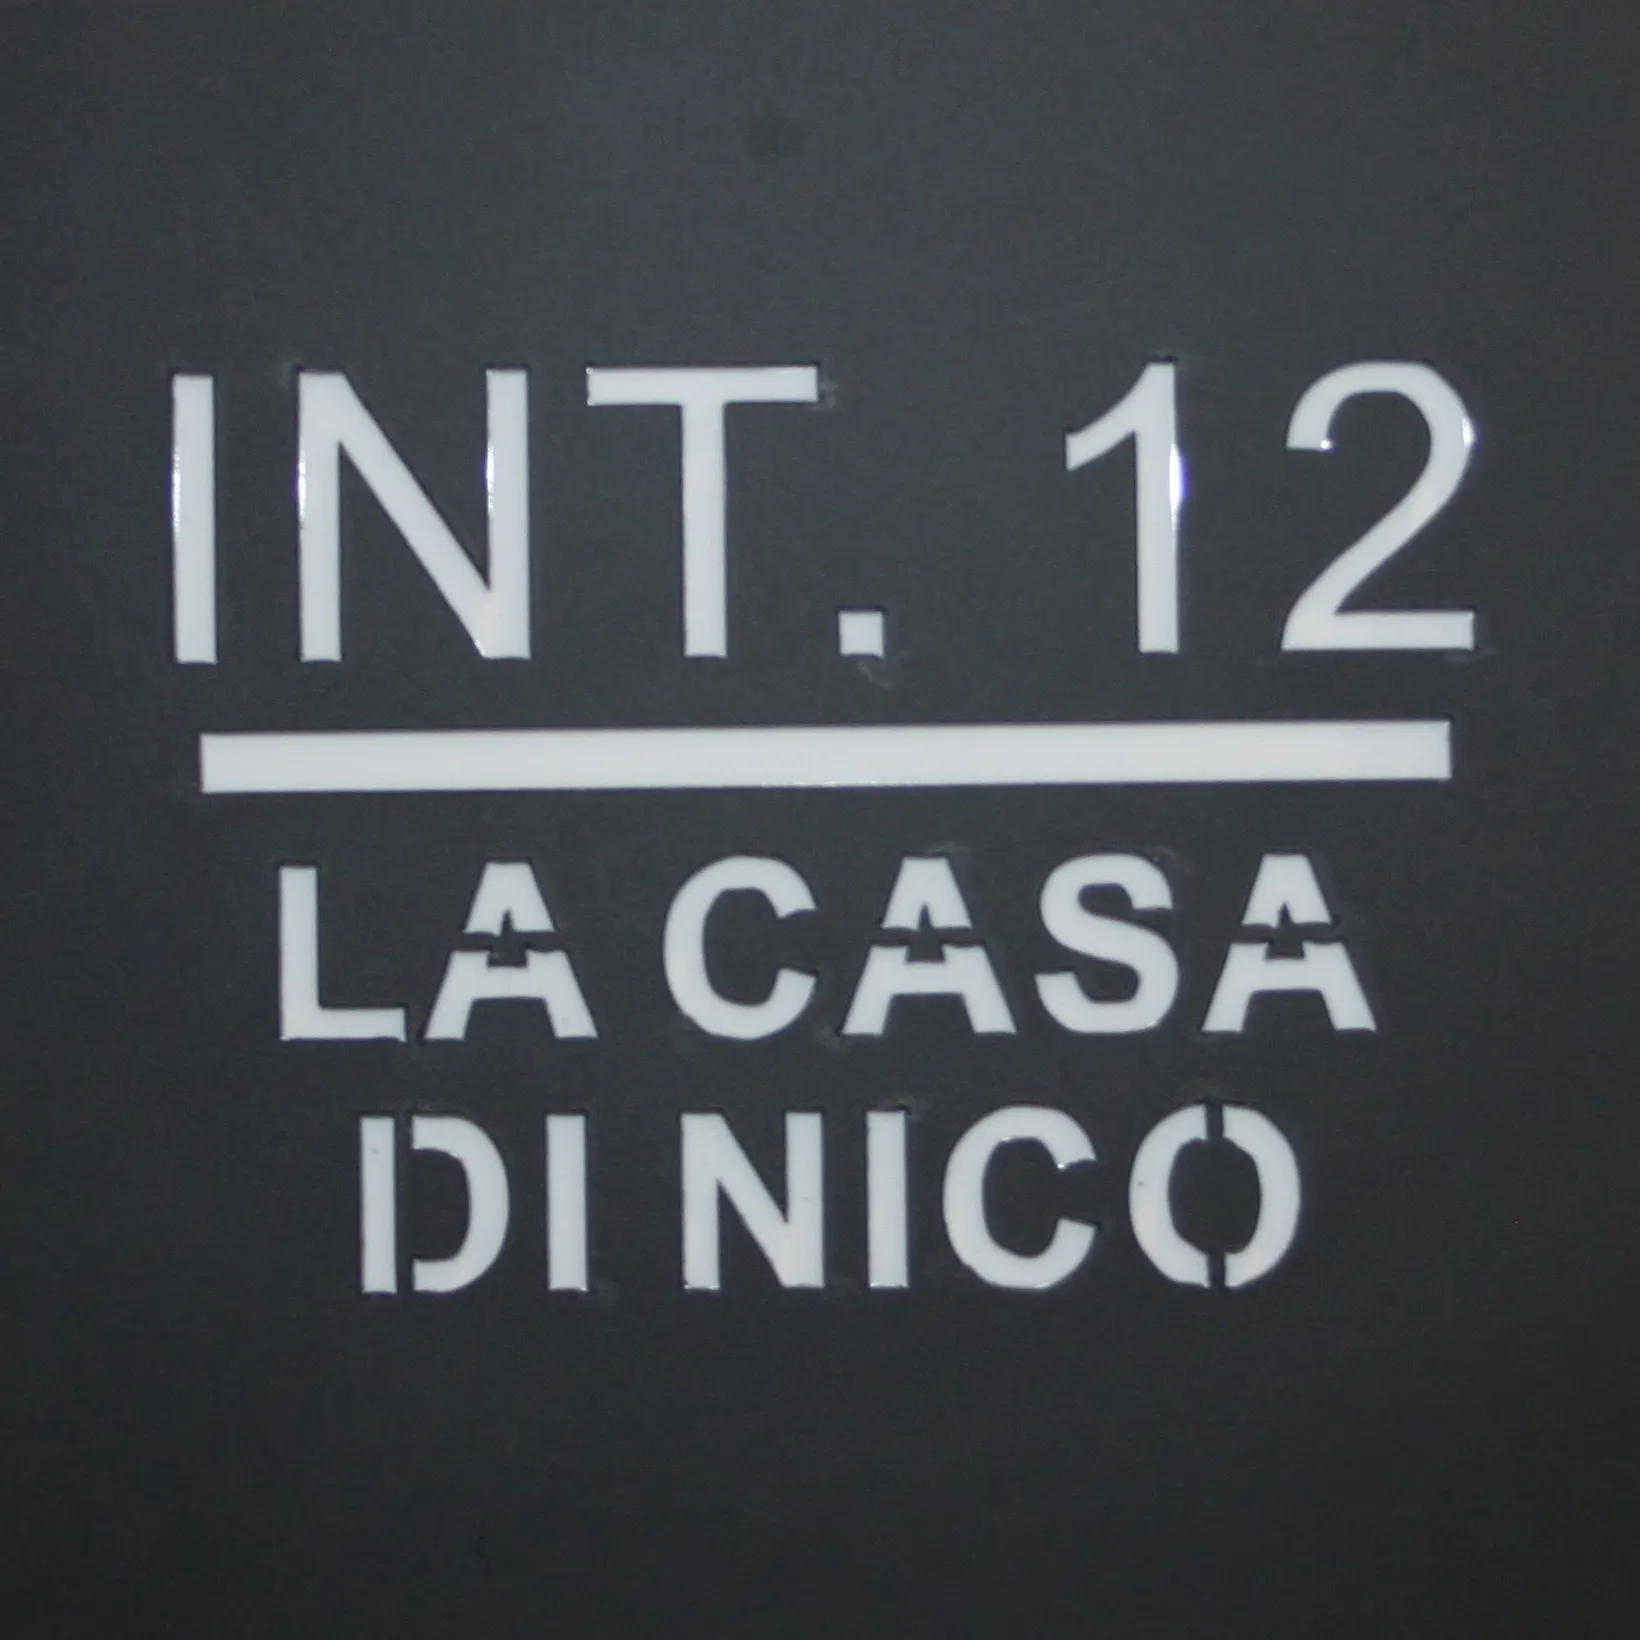 INT. 12
LA CASA
DI NICO